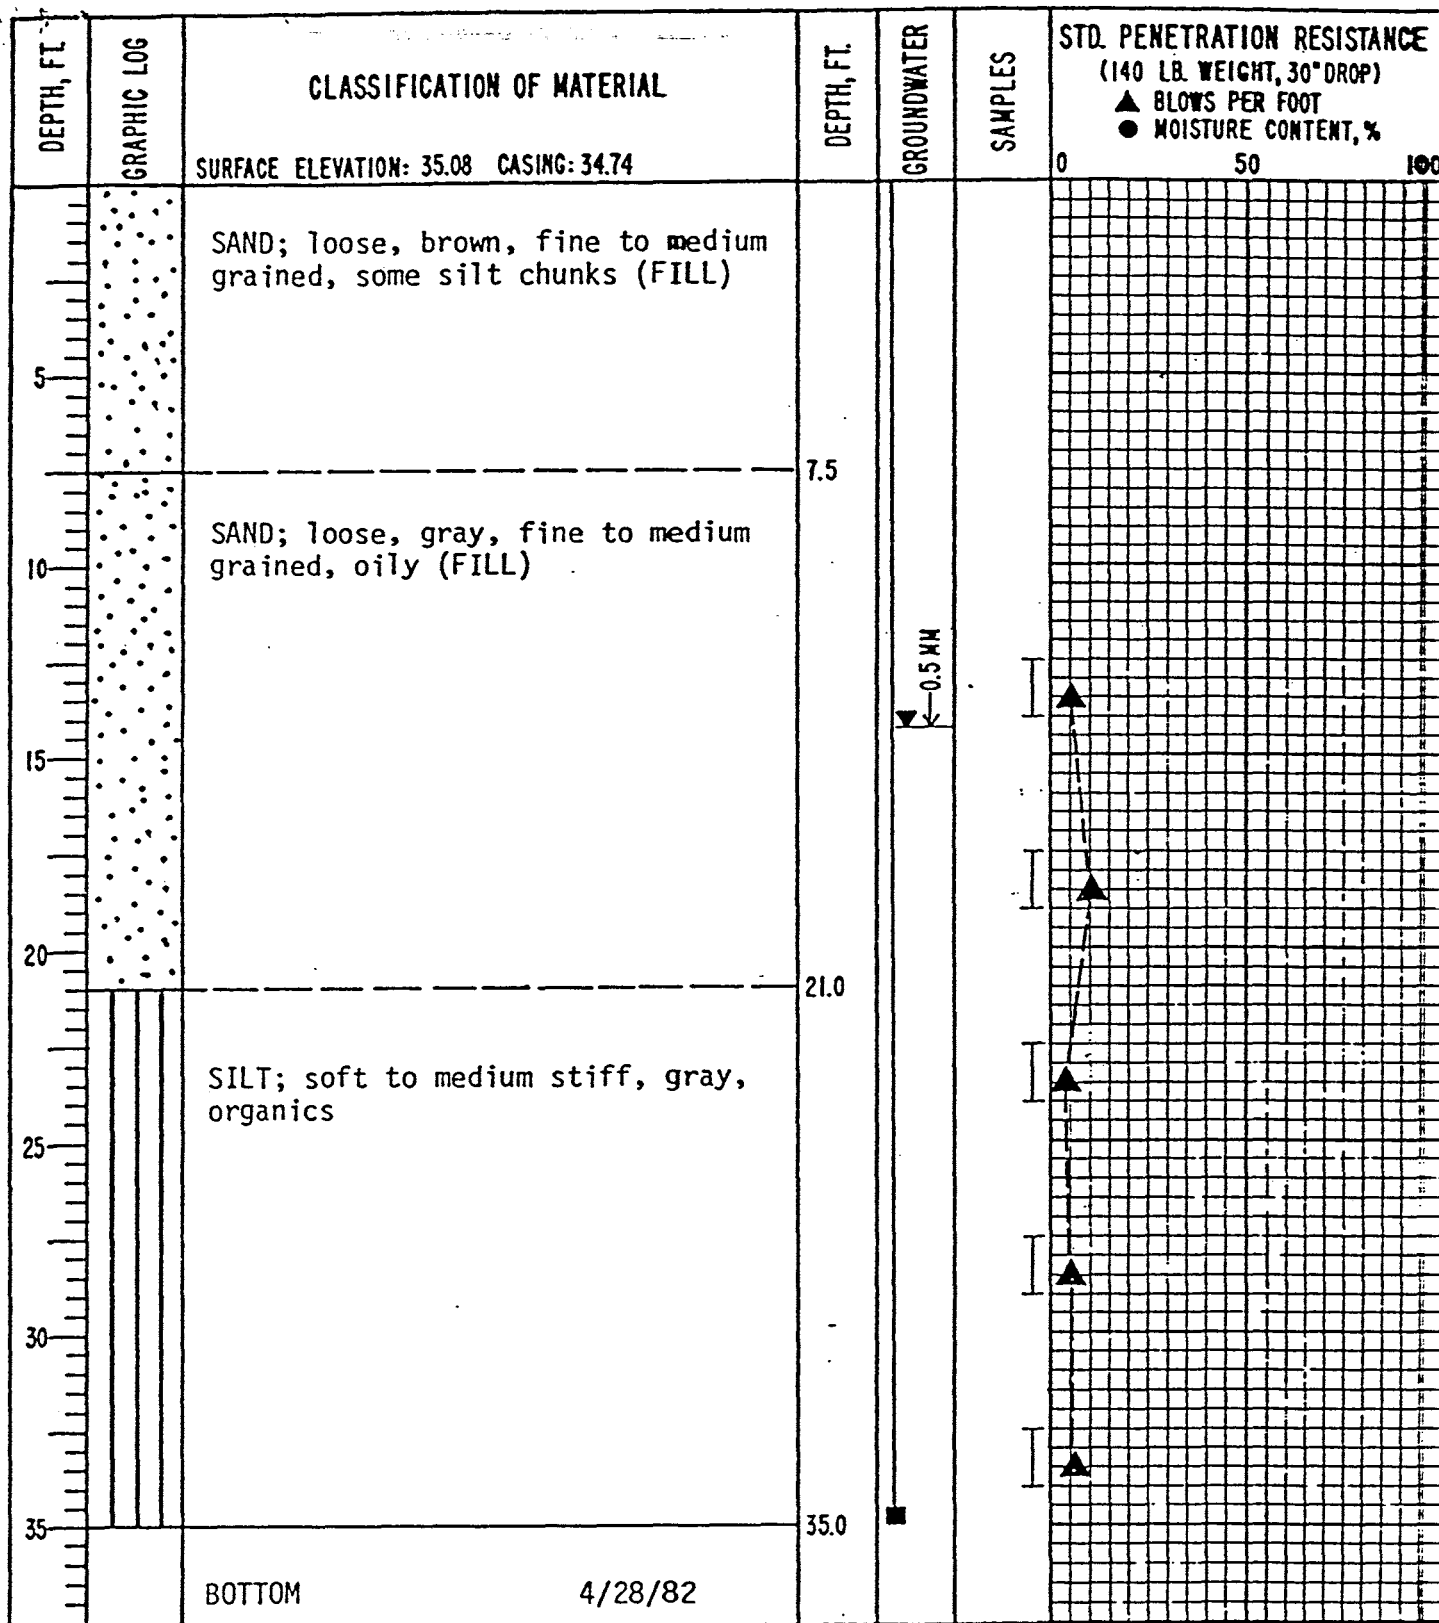 DEPTH, FT.
GRAPHIC LOG
CLASSIFICATION OF MATERIAL
SURFACE ELEVATION: 35.08 CASING: 34.74
DEPTH, FT.
GROUNDWATER
SAMPLES
STD. PENETRATION RESISTANCE
(140 LB. WEIGHT, 30" DROP)
▲ BLOWS PER FOOT
● MOISTURE CONTENT, %
0 50 100
SAND; loose, brown, fine to medium
grained, some silt chunks (FILL)
5
7.5
SAND; loose, gray, fine to medium
grained, oily (FILL)
10
0.5 MM
15
20
21.0
SILT; soft to medium stiff, gray,
organics
25
30
35
35.0
BOTTOM 4/28/82